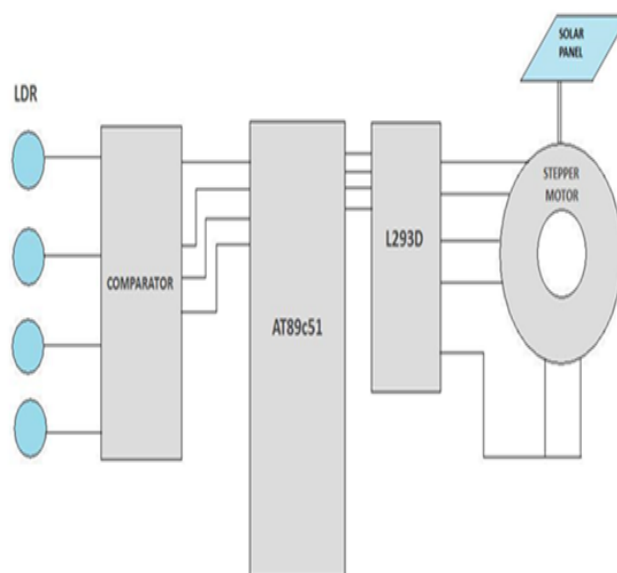 SOLAR
PANEL
LDR
STEPPER
MOTOR
L293D
COMPARATOR
AT89c51